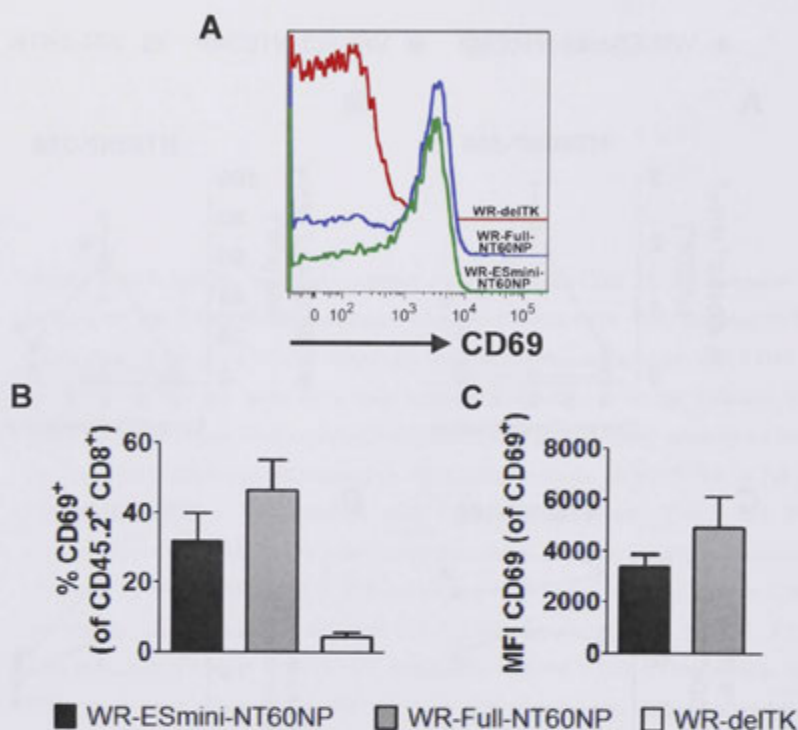 A
WR-delTK
WR-Full-
NT60NP
WR-ESmini-
NT60NP
0 10² 10³ 10⁴ 10⁵
CD69
B
% CD69⁺
(of CD45.2⁺ CD8⁺)
60
40
20
0
C
MFI CD69 (of CD69⁺)
8000
6000
4000
2000
0
WR-ESmini-NT60NP WR-Full-NT60NP WR-delTK